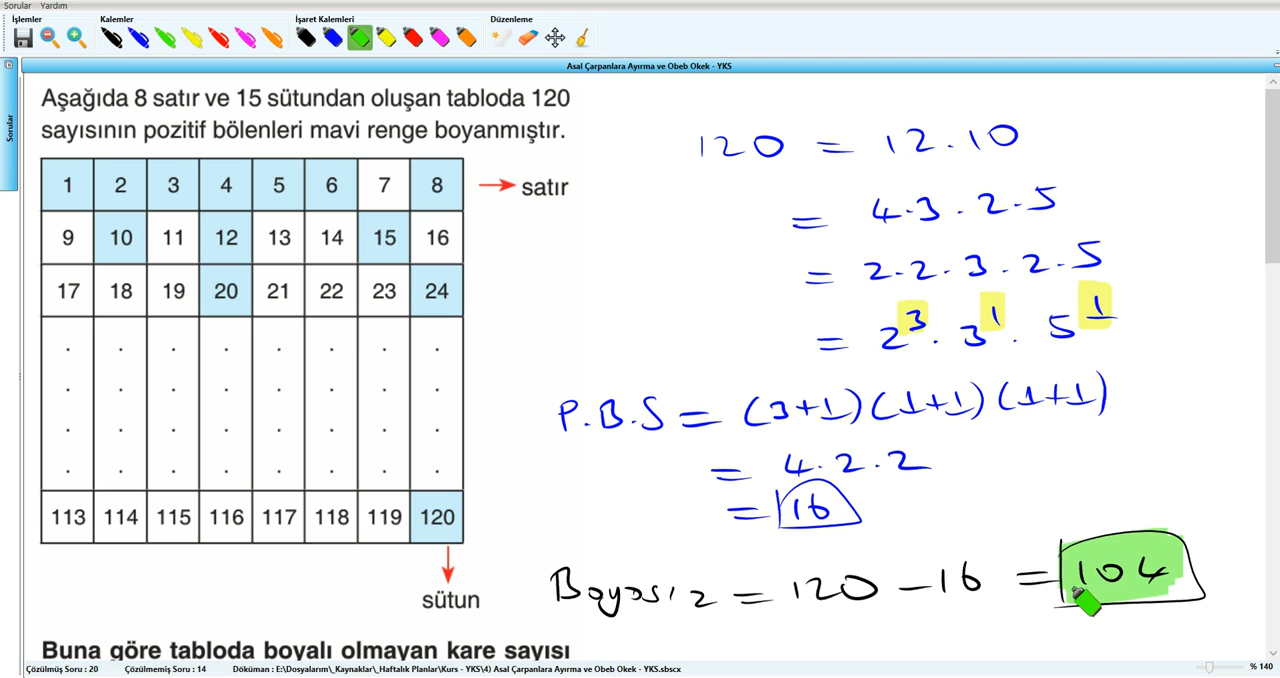 Sorular Yardım
İşlemler Kalemler İşaret Kalemleri Düzenleme
Asal Çarpanlara Ayırma ve Obeb Okek - YKS
Sorular
Aşağıda 8 satır ve 15 sütundan oluşan tabloda 120
sayısının pozitif bölenleri mavi renge boyanmıştır.
1 2 3 4 5 6 7 8 satır
9 10 11 12 13 14 15 16
17 18 19 20 21 22 23 24
. . . . . . . .
. . . . . . . .
. . . . . . . .
. . . . . . . .
113 114 115 116 117 118 119 120
sütun
Buna göre tabloda boyalı olmayan kare sayısı
120 = 12.10
= 4.3.2.5
= 2.2.3.2.5
= 2³.3¹.5¹
P.B.S = (3+1)(1+1)(1+1)
= 4.2.2
= 16
Boyasız = 120 - 16 = 104
Çözülmüş Soru : 20 Çözülmemiş Soru : 14 Döküman : E:\Dosyalarım\_Kaynaklar\_Haftalık Planlar\Kurs - YKS\4) Asal Çarpanlara Ayırma ve Obeb Okek - YKS.sbscx % 140